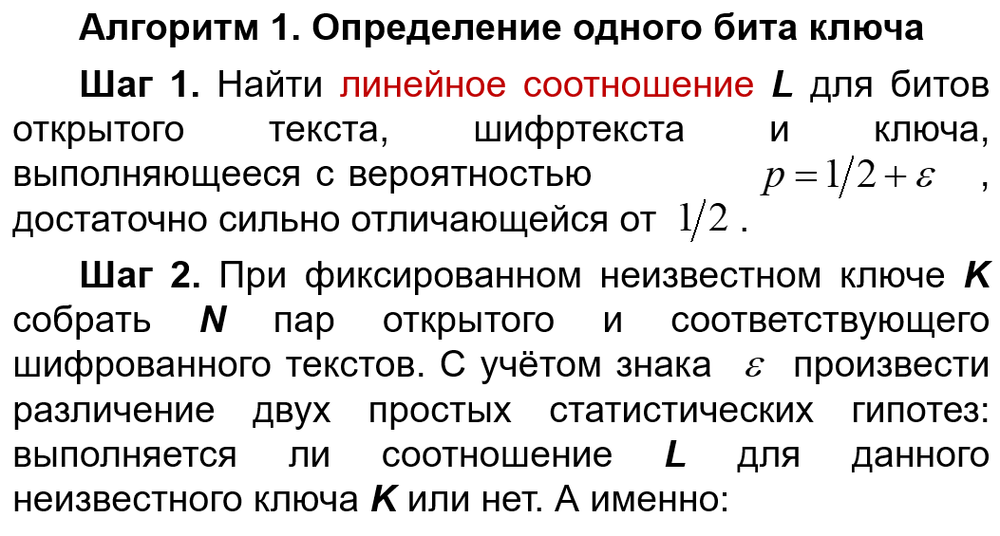 Алгоритм 1. Определение одного бита ключа
Шаг 1. Найти линейное соотношение L для битов
открытого текста, шифртекста и ключа,
выполняющееся с вероятностью p = 1/2 + ε ,
достаточно сильно отличающейся от 1/2 .
Шаг 2. При фиксированном неизвестном ключе K
собрать N пар открытого и соответствующего
шифрованного текстов. С учётом знака ε произвести
различение двух простых статистических гипотез:
выполняется ли соотношение L для данного
неизвестного ключа K или нет. А именно: